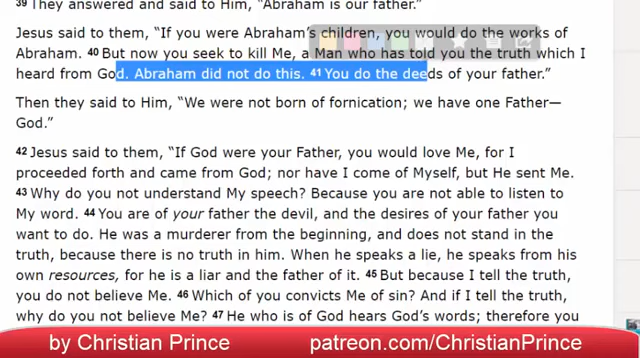 39 They answered and said to Him, "Abraham is our father."
Jesus said to them, "If you were Abraham's children, you would do the works of
Abraham. 40 But now you seek to kill Me, a Man who has told you the truth which I
heard from God. Abraham did not do this. 41 You do the deeds of your father."
Then they said to Him, "We were not born of fornication; we have one Father—
God."
42 Jesus said to them, "If God were your Father, you would love Me, for I
proceeded forth and came from God; nor have I come of Myself, but He sent Me.
43 Why do you not understand My speech? Because you are not able to listen to
My word. 44 You are of your father the devil, and the desires of your father you
want to do. He was a murderer from the beginning, and does not stand in the
truth, because there is no truth in him. When he speaks a lie, he speaks from his
own resources, for he is a liar and the father of it. 45 But because I tell the truth,
you do not believe Me. 46 Which of you convicts Me of sin? And if I tell the truth,
why do you not believe Me? 47 He who is of God hears God's words; therefore you
by Christian Prince patreon.com/ChristianPrince